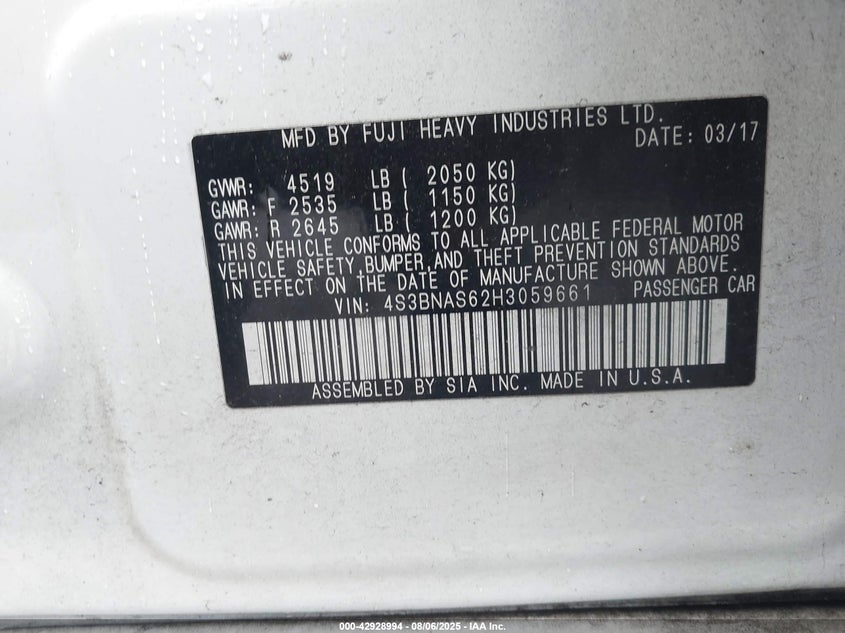 MFD BY FUJI HEAVY INDUSTRIES LTD.
DATE: 03/17
GVWR: 4519 LB ( 2050 KG)
GAWR: F 2535 LB ( 1150 KG)
GAWR: R 2645 LB ( 1200 KG)
THIS VEHICLE CONFORMS TO ALL APPLICABLE FEDERAL MOTOR
VEHICLE SAFETY,BUMPER AND THEFT PREVENTION STANDARDS
IN EFFECT ON THE DATE OF MANUFACTURE SHOWN ABOVE.
VIN: 4S3BNAS62H3059661 PASSENGER CAR
ASSEMBLED BY SIA INC. MADE IN U.S.A.
000-42928994 - 08/06/2025 - IAA Inc.